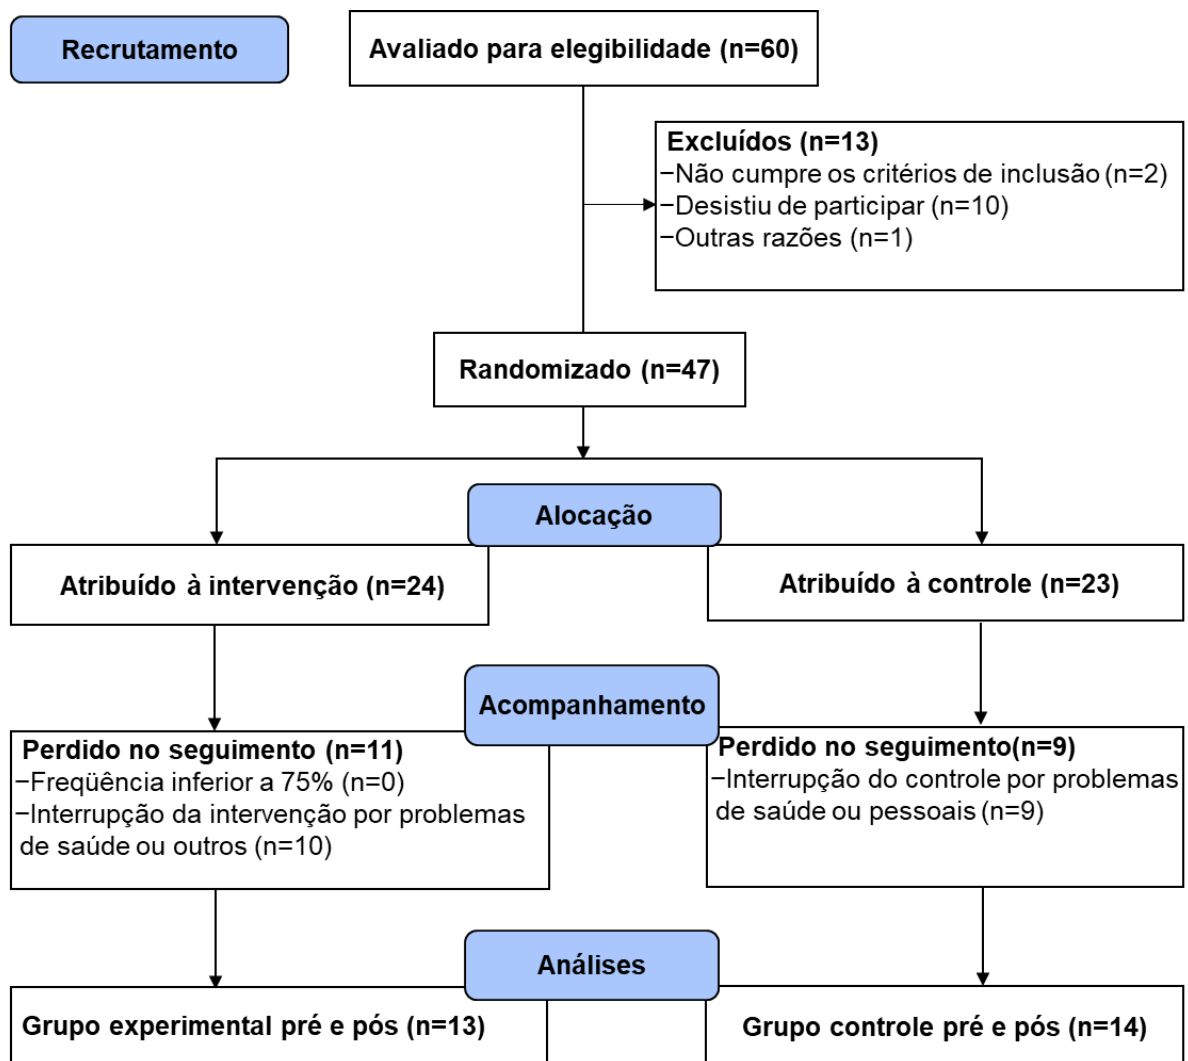 Recrutamento
Avaliado para elegibilidade (n=60)
Excluídos (n=13)
−Não cumpre os critérios de inclusão (n=2)
−Desistiu de participar (n=10)
−Outras razões (n=1)
Randomizado (n=47)
Alocação
Atribuído à intervenção (n=24)
Atribuído à controle (n=23)
Acompanhamento
Perdido no seguimento (n=11)
−Freqüência inferior a 75% (n=0)
−Interrupção da intervenção por problemas
de saúde ou outros (n=10)
Perdido no seguimento(n=9)
−Interrupção do controle por problemas
de saúde ou pessoais (n=9)
Análises
Grupo experimental pré e pós (n=13)
Grupo controle pré e pós (n=14)